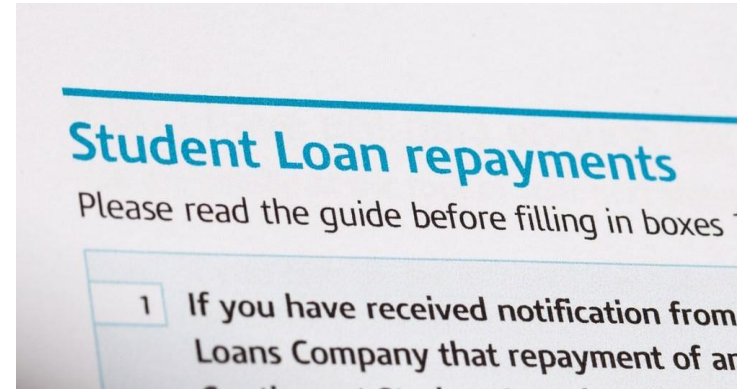 Student Loan repayments
Please read the guide before filling in boxes
1 If you have received notification from
Loans Company that repayment of